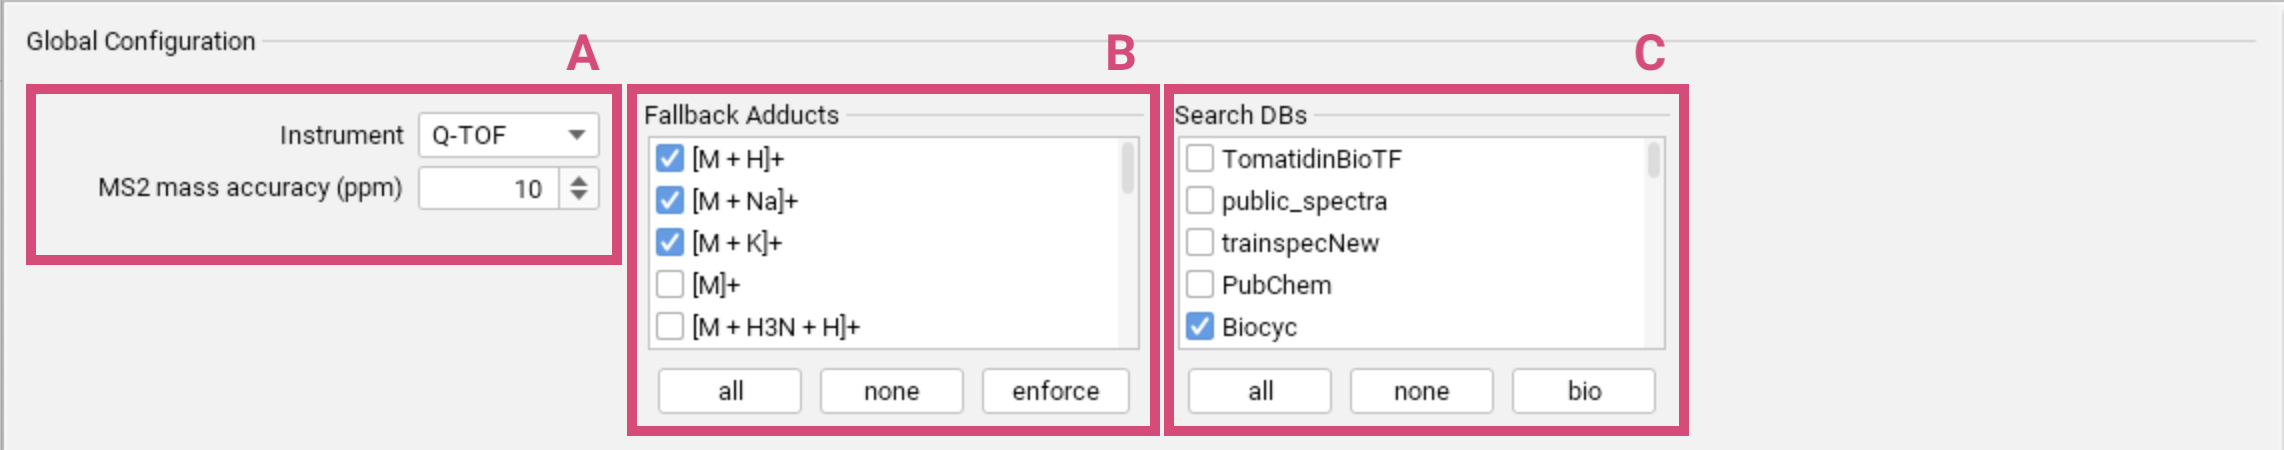 Global Configuration
A
B
C
Instrument
Q-TOF
MS2 mass accuracy (ppm)
10
Fallback Adducts
[M + H]+
[M + Na]+
[M + K]+
[M]+
[M + H3N + H]+
all
none
enforce
Search DBs
TomatidinBioTF
public_spectra
trainspecNew
PubChem
Biocyc
all
none
bio